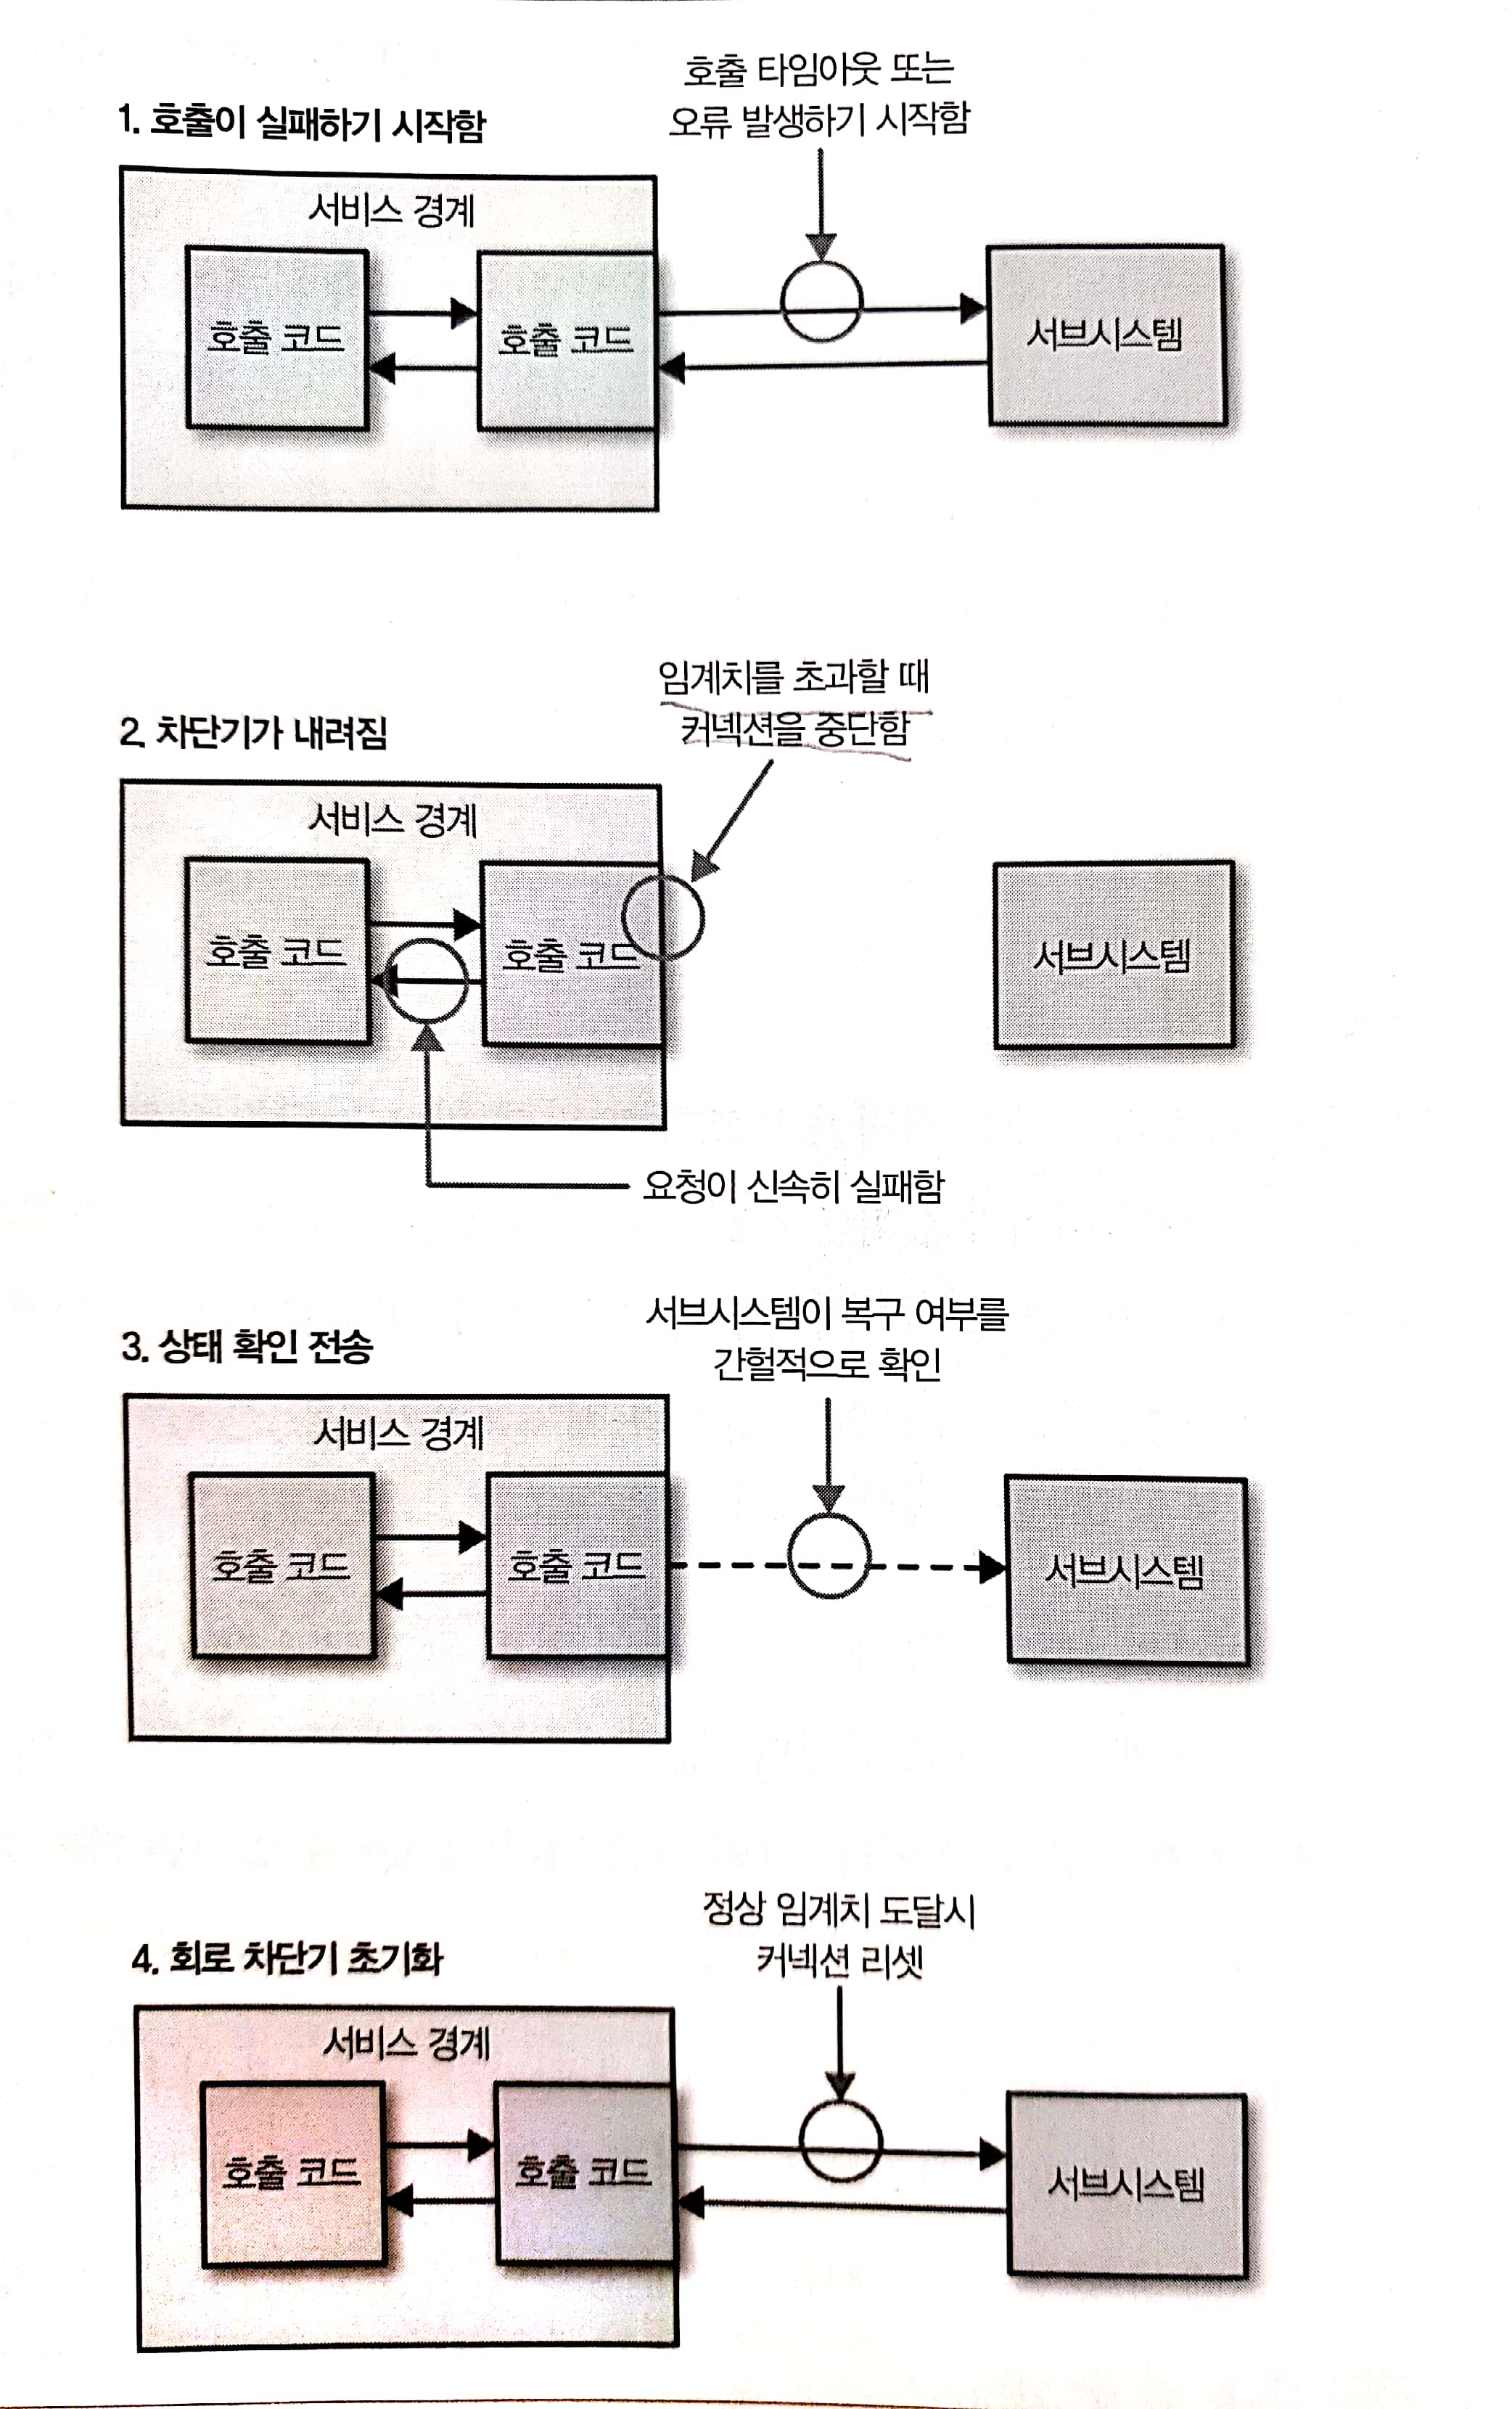 1. 호출이 실패하기 시작함
호출 타임아웃 또는
오류 발생하기 시작함
서비스 경계
호출 코드
호출 코드
서브시스템
2. 차단기가 내려짐
임계치를 초과할 때
커넥션을 중단함
서비스 경계
호출 코드
호출 코드
서브시스템
요청이 신속히 실패함
3. 상태 확인 전송
서브시스템이 복구 여부를
간헐적으로 확인
서비스 경계
호출 코드
호출 코드
서브시스템
4. 회로 차단기 초기화
정상 임계치 도달시
커넥션 리셋
서비스 경계
호출 코드
호출 코드
서브시스템